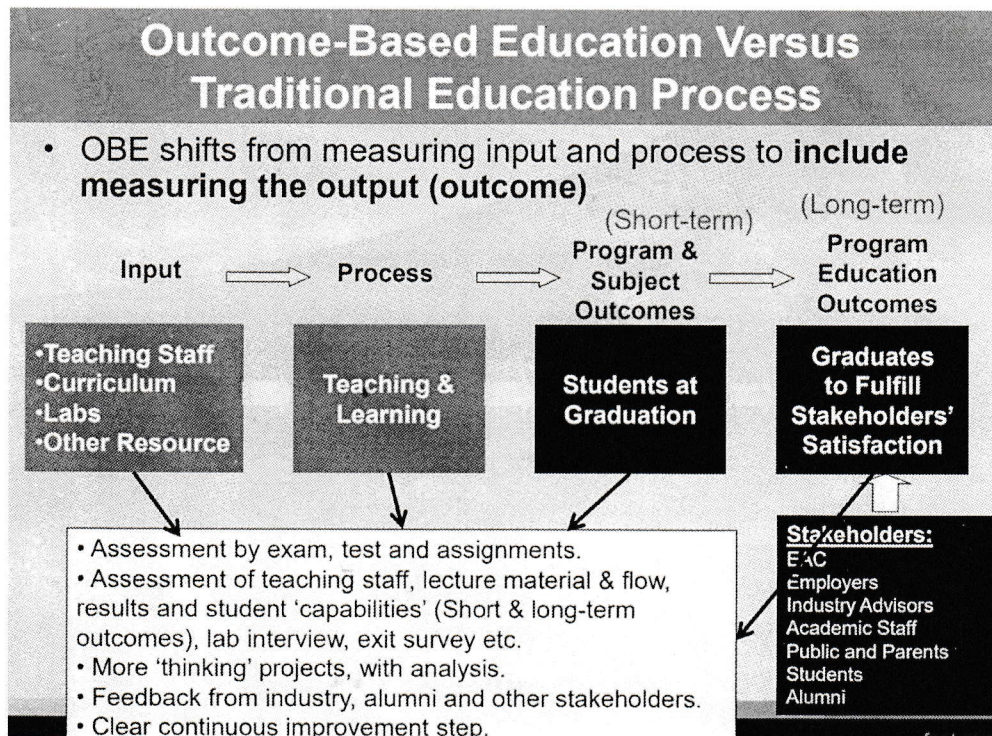 Outcome-Based Education Versus
Traditional Education Process
• OBE shifts from measuring input and process to include
measuring the output (outcome)
(Short-term)
(Long-term)
Input
Process
Program &
Subject
Outcomes
Program
Education
Outcomes
•Teaching Staff
•Curriculum
•Labs
•Other Resource
Teaching &
Learning
Students at
Graduation
Graduates
to Fulfill
Stakeholders'
Satisfaction
• Assessment by exam, test and assignments.
• Assessment of teaching staff, lecture material & flow,
results and student 'capabilities' (Short & long-term
outcomes), lab interview, exit survey etc.
• More 'thinking' projects, with analysis.
• Feedback from industry, alumni and other stakeholders.
• Clear continuous improvement step.
Stakeholders:
EAC
Employers
Industry Advisors
Academic Staff
Public and Parents
Students
Alumni